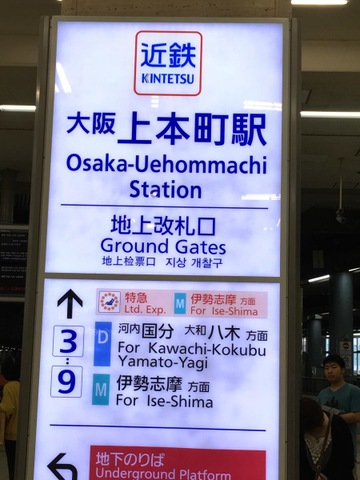 近鉄
KINTETSU
大阪上本町駅
Osaka-Uehommachi
Station
地上改札口
Ground Gates
地上检票口 지상 개찰구
特急 M 伊勢志摩 方面
Ltd. Exp. For Ise-Shima
3
9
D 河内国分 大和八木 方面
For Kawachi-Kokubu
Yamato-Yagi
M 伊勢志摩 方面
For Ise-Shima
地下のりば
Underground Platform